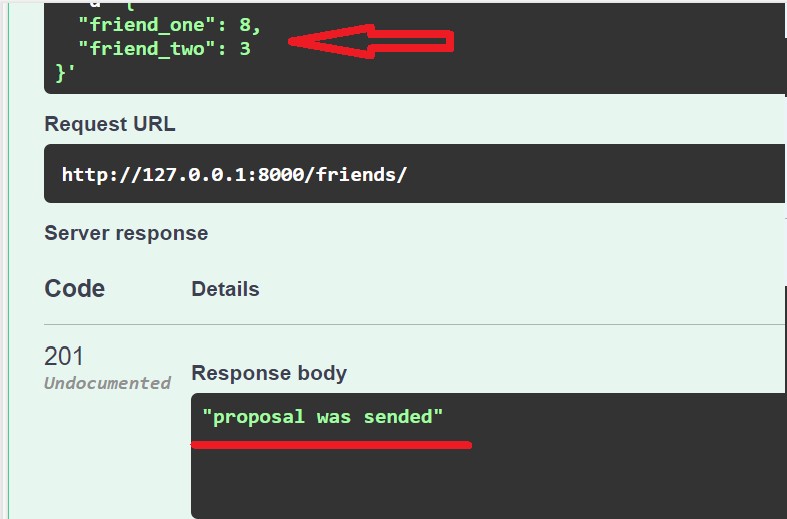 "friend_one": 8,
"friend_two": 3
}'
Request URL
http://127.0.0.1:8000/friends/
Server response
Code Details
201
Undocumented
Response body
"proposal was sended"